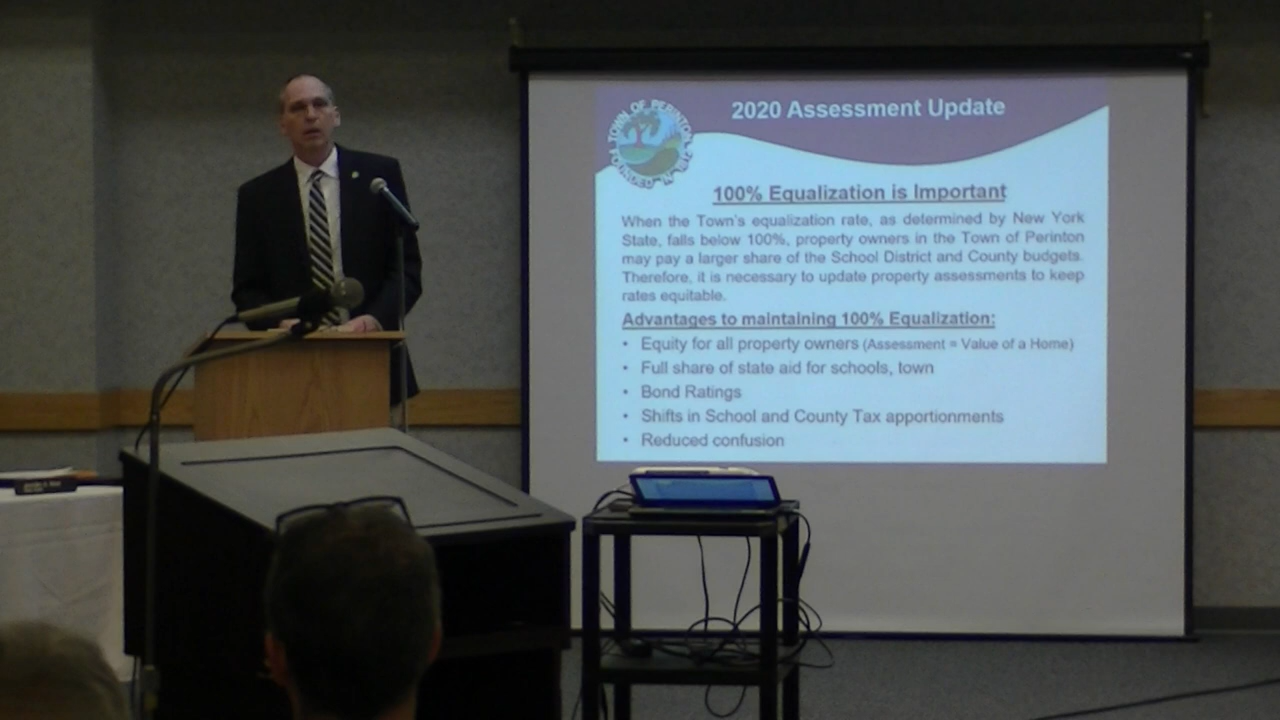 TOWN OF PERINTON
2020 Assessment Update
100% Equalization is Important
When the Town's equalization rate, as determined by New York
State, falls below 100%, property owners in the Town of Perinton
may pay a larger share of the School District and County budgets.
Therefore, it is necessary to update property assessments to keep
rates equitable.
Advantages to maintaining 100% Equalization:
• Equity for all property owners (Assessment = Value of a Home)
• Full share of state aid for schools, town
• Bond Ratings
• Shifts in School and County Tax apportionments
• Reduced confusion